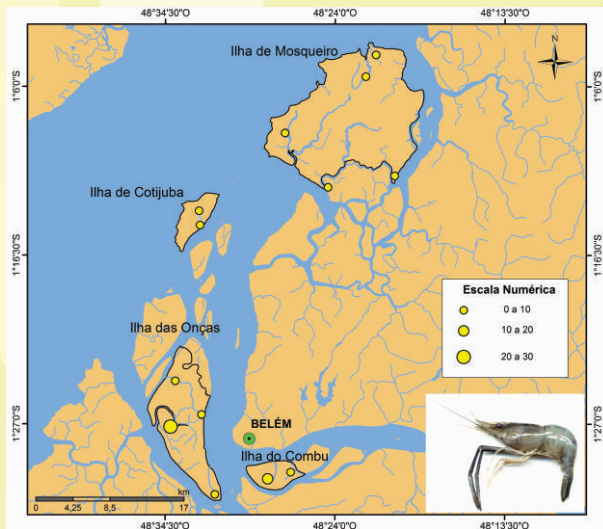 48°34'30"O 48°24'0"O 48°13'30"O
N
Ilha de Mosqueiro
1°6'0"S 1°6'0"S
Ilha de Cotijuba
1°16'30"S 1°16'30"S
Escala Numérica
0 a 10
10 a 20
20 a 30
Ilha das Onças
1°27'0"S 1°27'0"S
BELÉM
Ilha do Combu
km
0 4,25 8,5 17
48°34'30"O 48°24'0"O 48°13'30"O